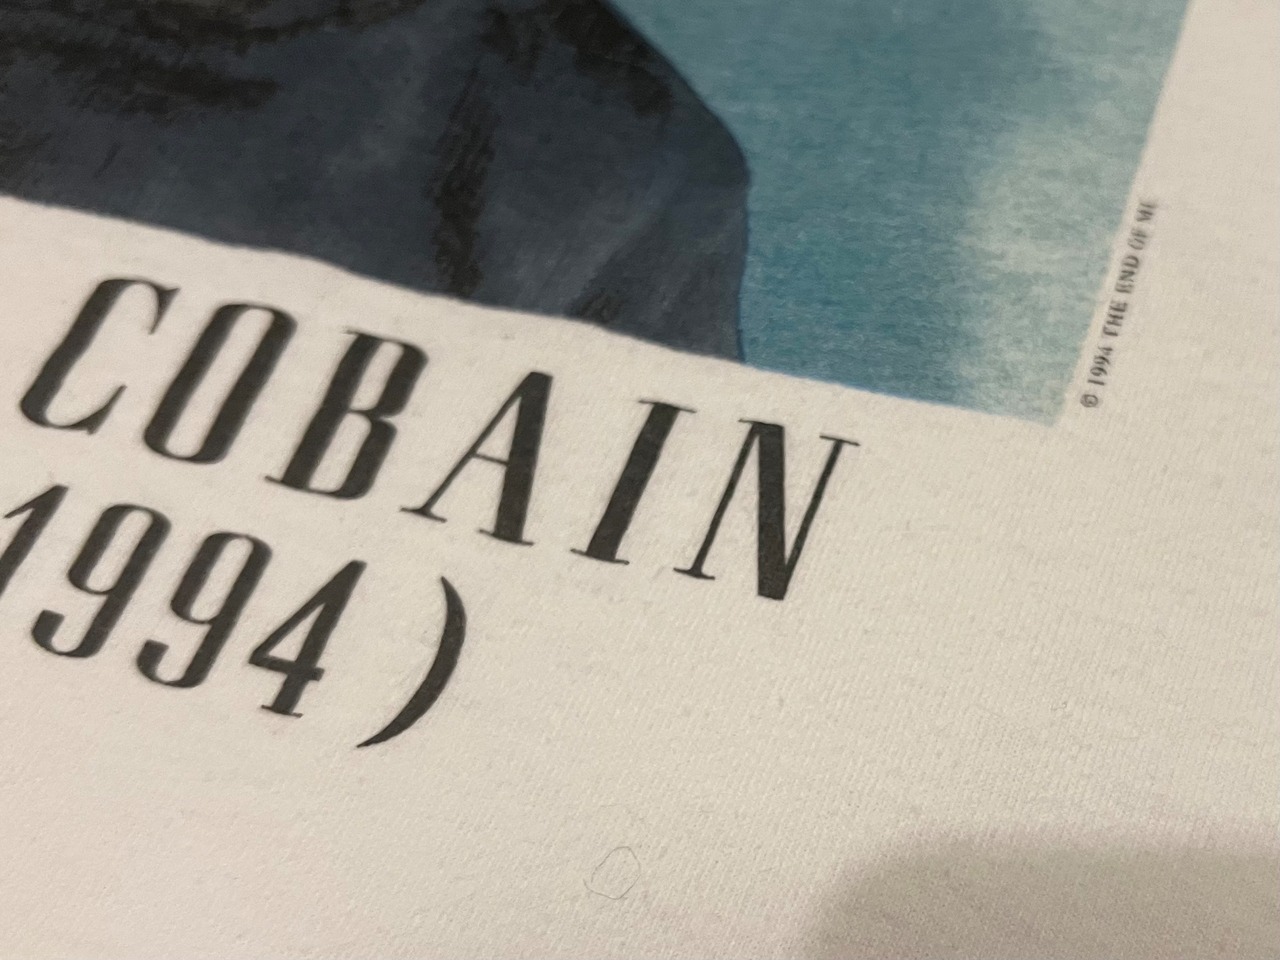 COBAIN
1994)
© 1994 THE END OF ME